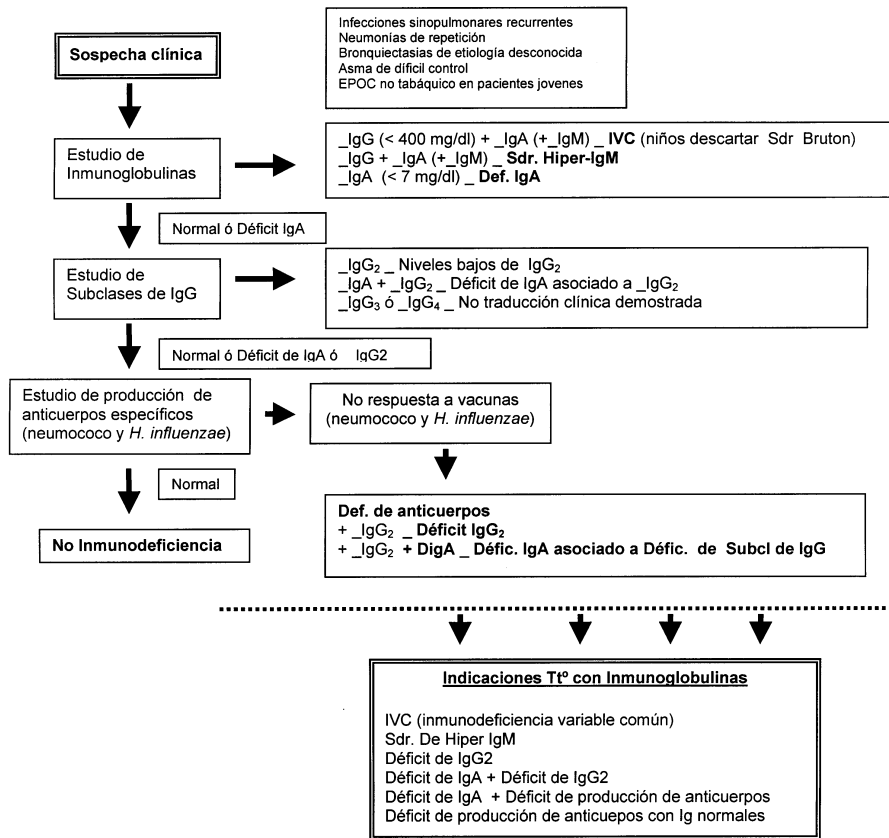 Infecciones sinopulmonares recurrentes
Neumonías de repetición
Bronquiectasias de etiología desconocida
Asma de díficil control
EPOC no tabáquico en pacientes jovenes
Sospecha clínica
Estudio de
Inmunoglobulinas
_IgG (< 400 mg/dl) + _IgA (+_IgM) _ IVC (niños descartar Sdr Bruton)
_IgG + _IgA (+_IgM) _ Sdr. Hiper-IgM
_IgA (< 7 mg/dl) _ Def. IgA
Normal ó Déficit IgA
Estudio de
Subclases de IgG
_IgG2 _ Niveles bajos de IgG2
_IgA + _IgG2 _ Déficit de IgA asociado a _IgG2
_IgG3 ó _IgG4 _ No traducción clínica demostrada
Normal ó Déficit de IgA ó IgG2
Estudio de producción de
anticuerpos específicos
(neumococo y H. influenzae)
No respuesta a vacunas
(neumococo y H. influenzae)
Normal
No Inmunodeficiencia
Def. de anticuerpos
+ _IgG2 _ Déficit IgG2
+ _IgG2 + DigA _ Défic. IgA asociado a Défic. de Subcl de IgG
Indicaciones Ttº con Inmunoglobulinas
IVC (inmunodeficiencia variable común)
Sdr. De Hiper IgM
Déficit de IgG2
Déficit de IgA + Déficit de IgG2
Déficit de IgA + Déficit de producción de anticuerpos
Déficit de producción de anticuepos con Ig normales